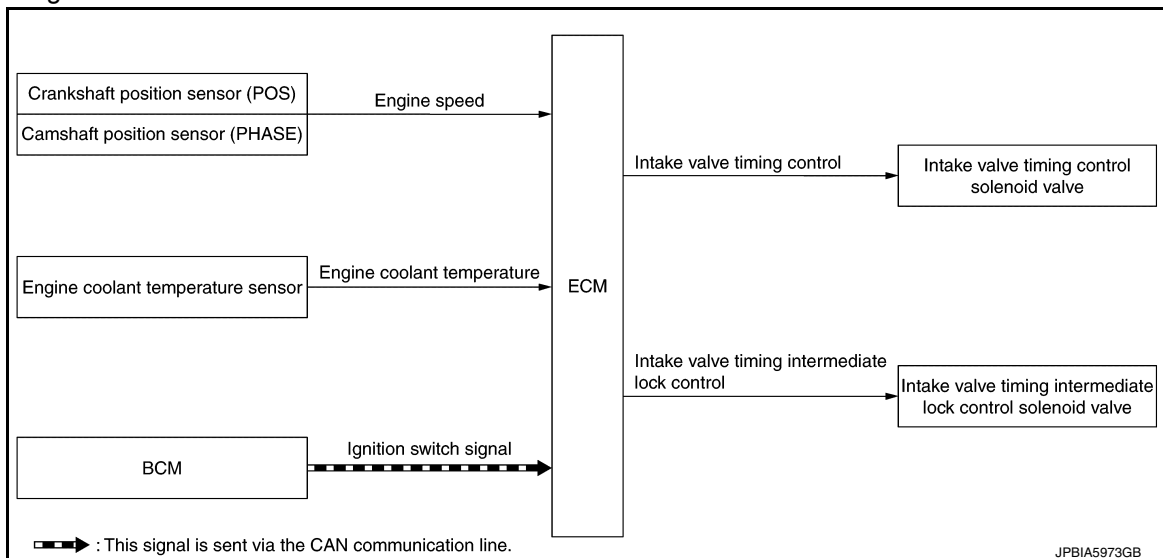 Crankshaft position sensor (POS)
Camshaft position sensor (PHASE)
Engine speed
Intake valve timing control
Intake valve timing control
solenoid valve
Engine coolant temperature sensor
Engine coolant temperature
ECM
Intake valve timing intermediate
lock control
Intake valve timing intermediate
lock control solenoid valve
BCM
Ignition switch signal
: This signal is sent via the CAN communication line.
JPBIA5973GB